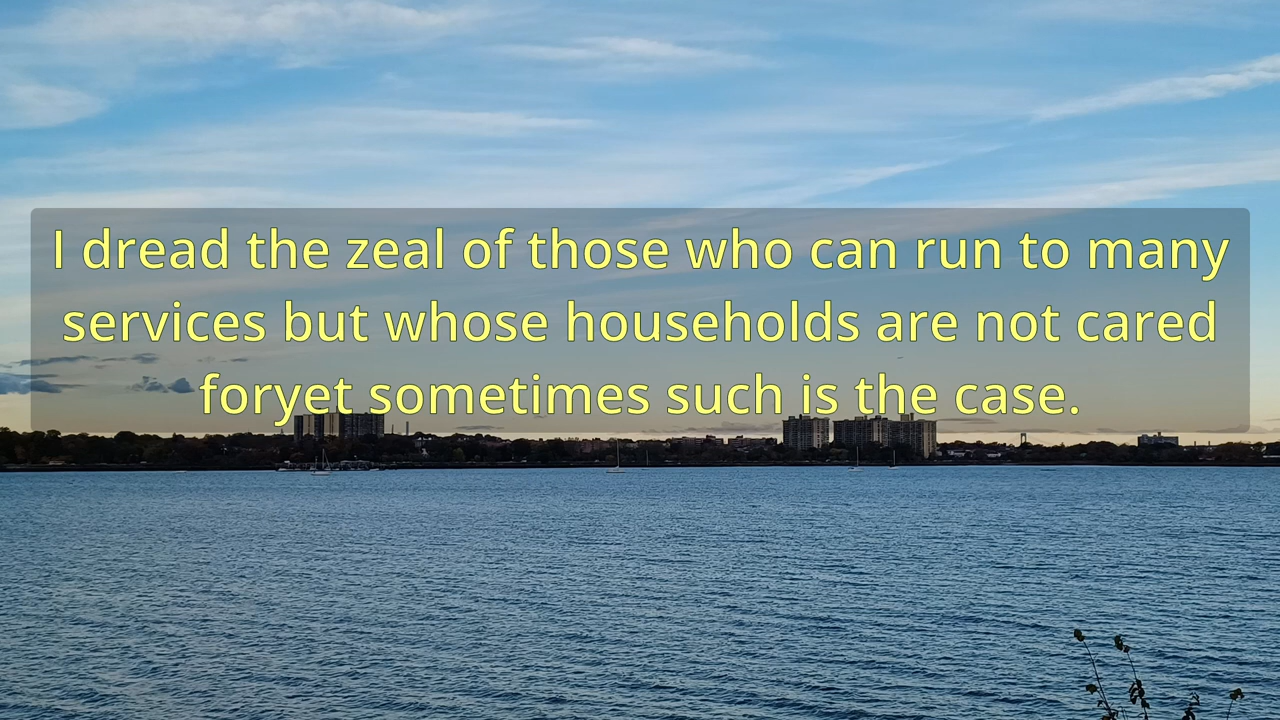 I dread the zeal of those who can run to many
services but whose households are not cared
foryet sometimes such is the case.